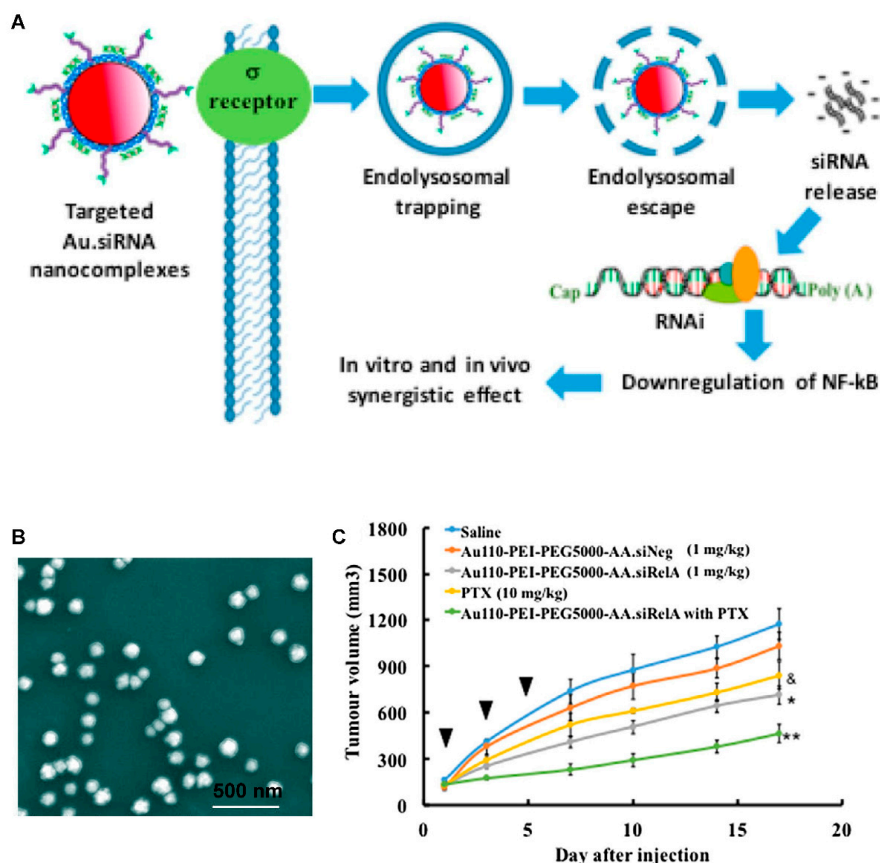 A
σ
receptor
Targeted
Au.siRNA
nanocomplexes
Endolysosomal
trapping
Endolysosomal
escape
siRNA
release
Cap
Poly (A)
RNAi
Downregulation of NF-kB
In vitro and in vivo
synergistic effect
B
500 nm
C
Tumour volume (mm3)
1800
1500
1200
900
600
300
0
Saline
Au110-PEI-PEG5000-AA.siNeg (1 mg/kg)
Au110-PEI-PEG5000-AA.siRelA (1 mg/kg)
PTX (10 mg/kg)
Au110-PEI-PEG5000-AA.siRelA with PTX
&
*
**
0 5 10 15 20
Day after injection